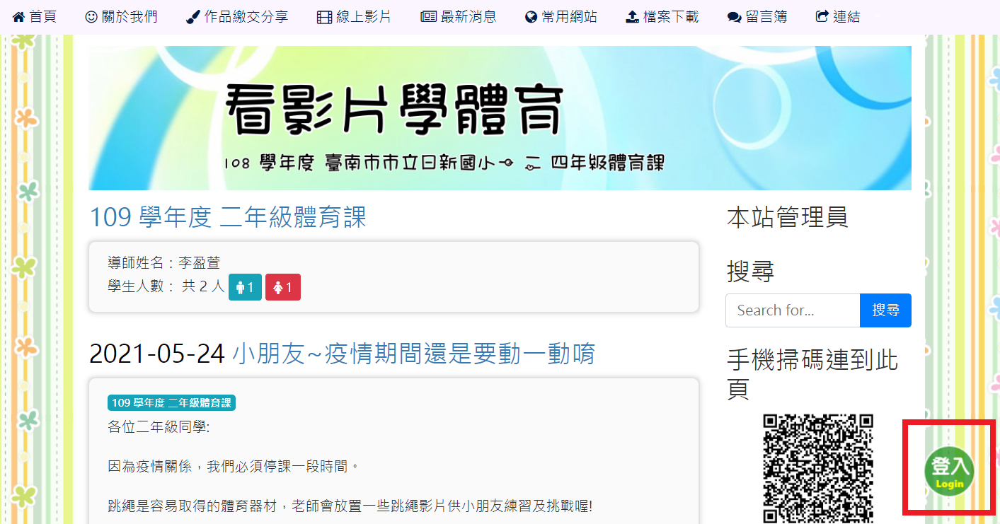 首頁 關於我們 作品繳交分享 線上影片 最新消息 常用網站 檔案下載 留言簿 連結
看影片學體育
108 學年度 臺南市市立日新國小 一 二 四年級體育課
109 學年度 二年級體育課
導師姓名：李盈萱
學生人數： 共 2 人 1 1
2021-05-24 小朋友~疫情期間還是要動一動唷
109 學年度 二年級體育課
各位二年級同學:
因為疫情關係，我們必須停課一段時間。
跳繩是容易取得的體育器材，老師會放置一些跳繩影片供小朋友練習及挑戰喔!
本站管理員
搜尋
Search for... 搜尋
手機掃碼連到此
頁
登入
Login